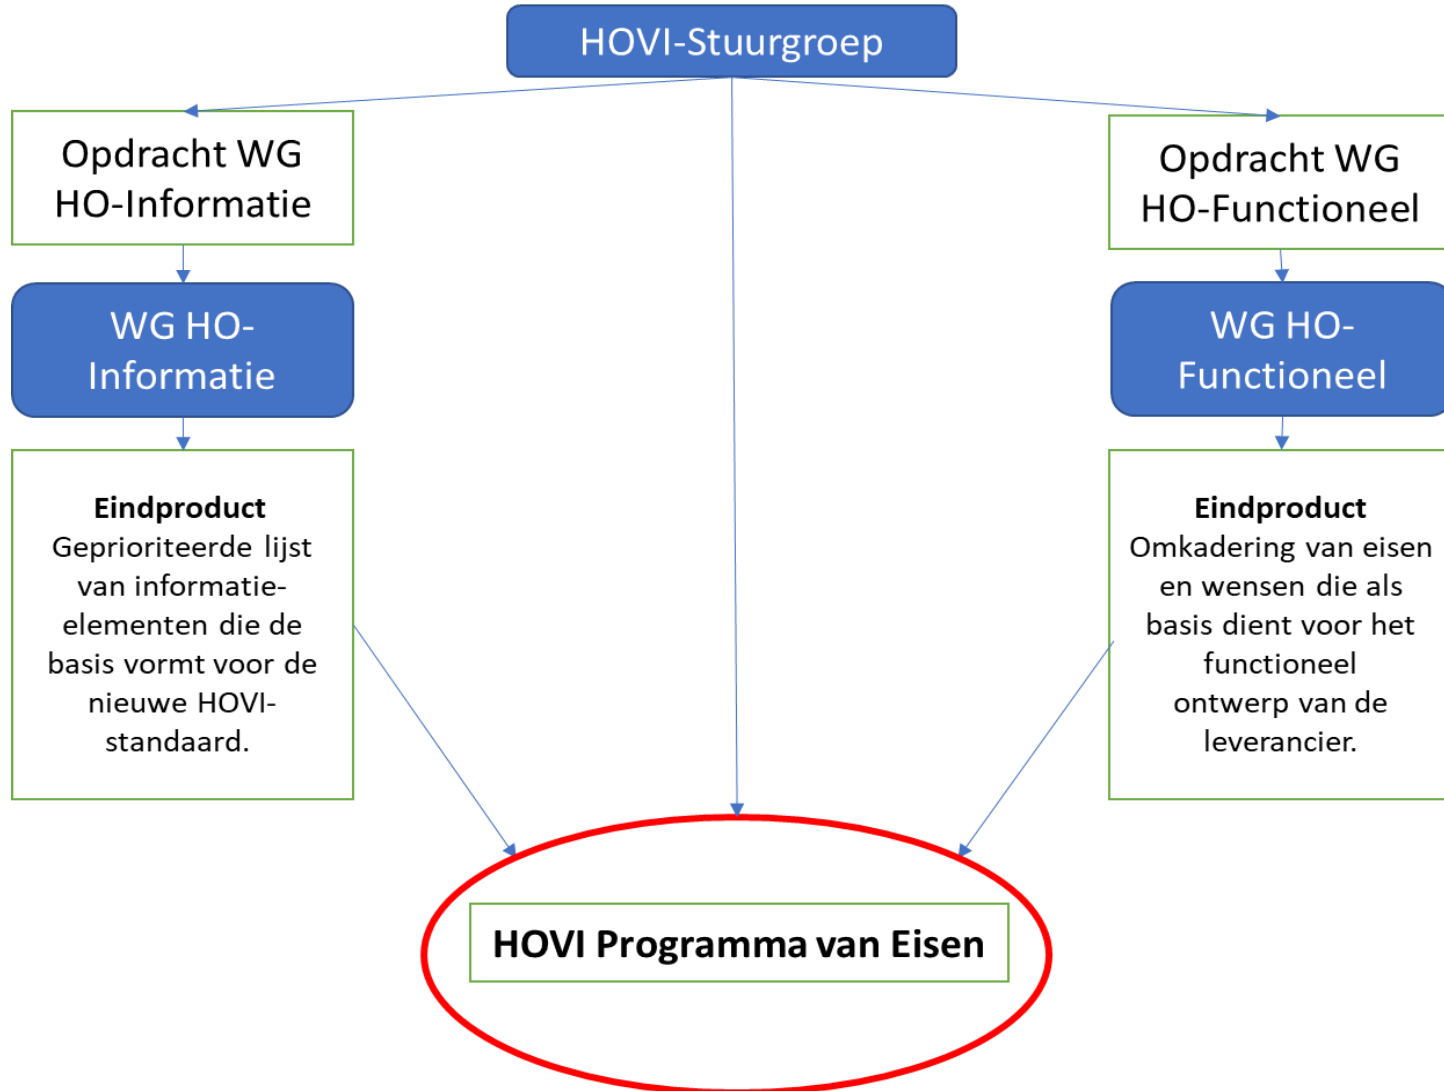 HOVI-Stuurgroep
Opdracht WG
HO-Informatie
Opdracht WG
HO-Functioneel
WG HO-
Informatie
WG HO-
Functioneel
Eindproduct
Geprioriteerde lijst
van informatie-
elementen die de
basis vormt voor de
nieuwe HOVI-
standaard.
Eindproduct
Omkadering van eisen
en wensen die als
basis dient voor het
functioneel
ontwerp van de
leverancier.
HOVI Programma van Eisen